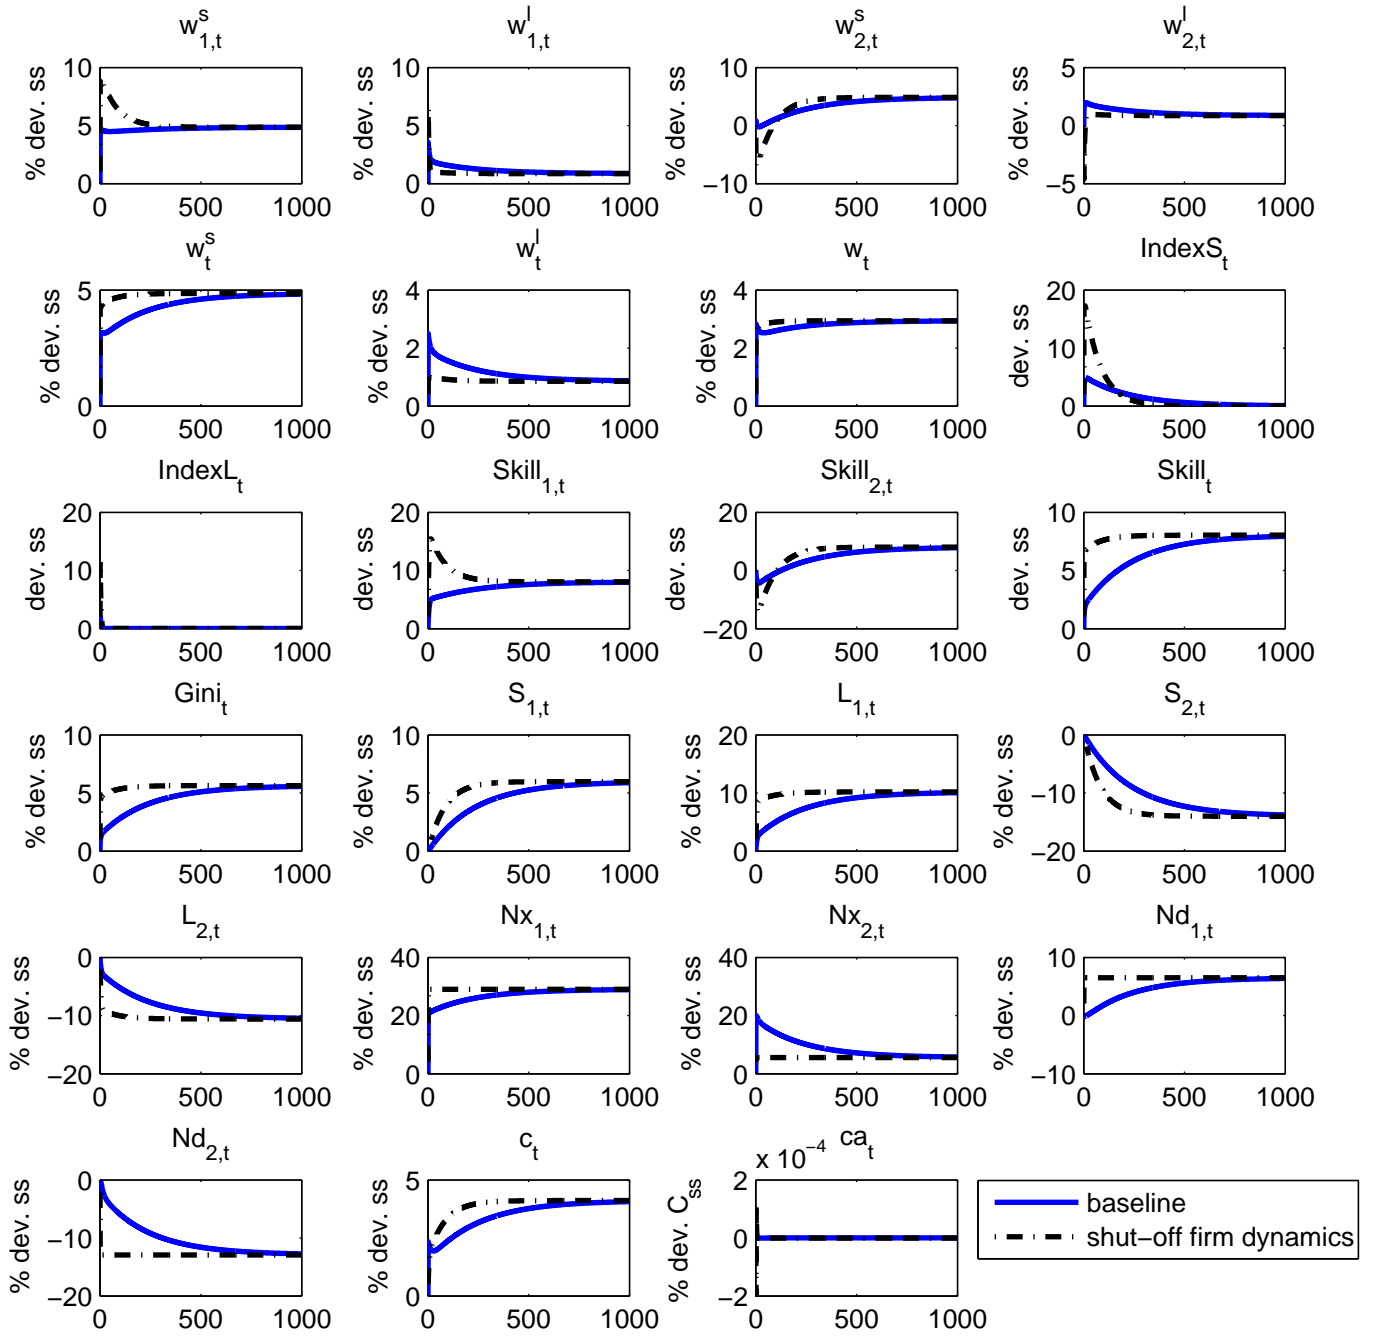 w^s_{1,t} w^l_{1,t} w^s_{2,t} w^l_{2,t}
% dev. ss 10 5 0 0 500 1000
% dev. ss 10 5 0 0 500 1000
% dev. ss 10 0 −10 0 500 1000
% dev. ss 5 0 −5 0 500 1000
w^s_t w^l_t w_t IndexS_t
% dev. ss 5 0 0 500 1000
% dev. ss 4 2 0 0 500 1000
% dev. ss 4 2 0 0 500 1000
dev. ss 20 10 0 0 500 1000
IndexL_t Skill_{1,t} Skill_{2,t} Skill_t
dev. ss 20 10 0 0 500 1000
dev. ss 20 10 0 0 500 1000
dev. ss 20 0 −20 0 500 1000
dev. ss 10 5 0 0 500 1000
Gini_t S_{1,t} L_{1,t} S_{2,t}
% dev. ss 10 5 0 0 500 1000
% dev. ss 10 5 0 0 500 1000
% dev. ss 20 10 0 0 500 1000
% dev. ss 0 −10 −20 0 500 1000
L_{2,t} Nx_{1,t} Nx_{2,t} Nd_{1,t}
% dev. ss 0 −10 −20 0 500 1000
% dev. ss 40 20 0 0 500 1000
% dev. ss 40 20 0 0 500 1000
% dev. ss 10 0 −10 0 500 1000
Nd_{2,t} c_t ca_t
% dev. ss 0 −10 −20 0 500 1000
% dev. ss 5 0 0 500 1000
x 10^{−4}
% dev. C_{ss} 2 0 −2 0 500 1000
baseline
shut−off firm dynamics